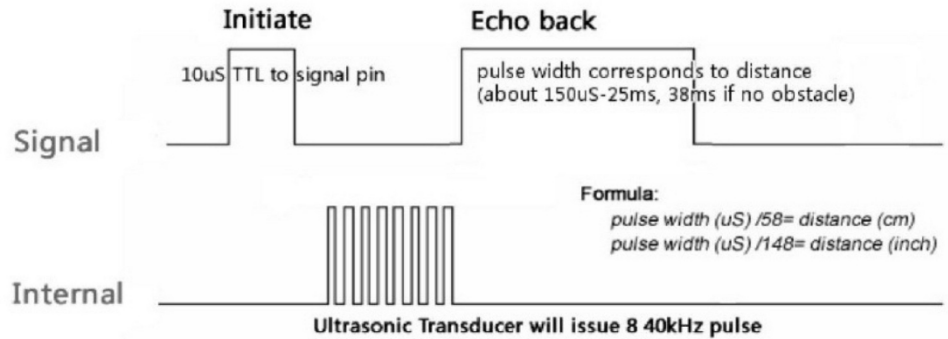 Initiate
Echo back
10uS TTL to signal pin
pulse width corresponds to distance
(about 150uS-25ms, 38ms if no obstacle)
Signal
Formula:
pulse width (uS) /58= distance (cm)
pulse width (uS) /148= distance (inch)
Internal
Ultrasonic Transducer will issue 8 40kHz pulse